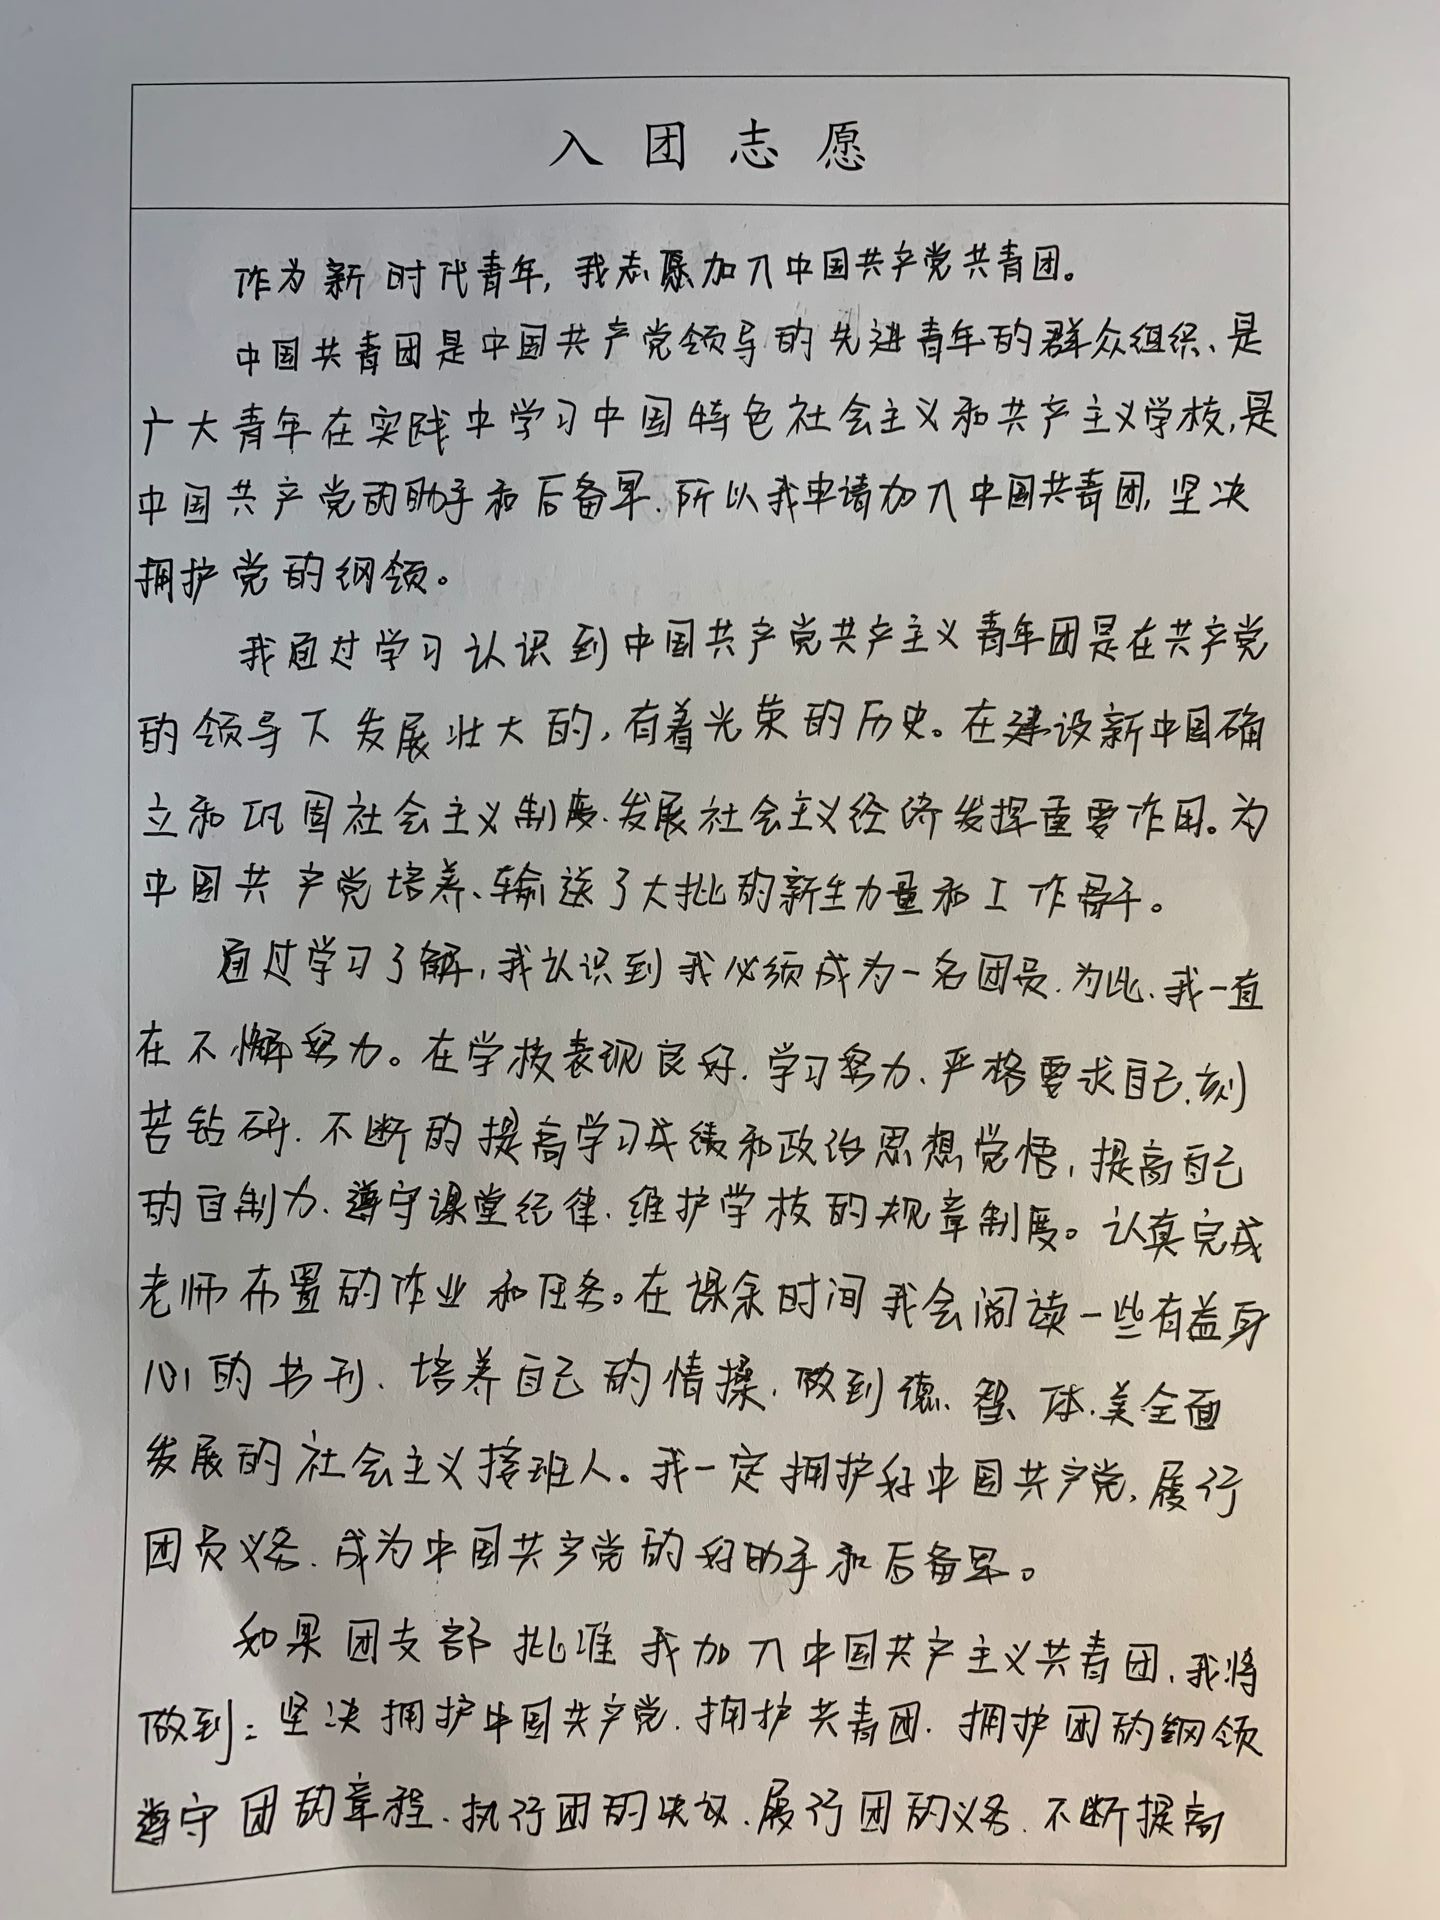 入团志愿
作为新时代青年,我志愿加入中国共产党共青团。
中国共青团是中国共产党领导的先进青年的群众组织、是
广大青年在实践中学习中国特色社会主义和共产主义学校,是
中国共产党的助手和后备军.所以我申请加入中国共青团,坚决
拥护党的纲领。
我通过学习认识到中国共产党共产主义青年团是在共产党
的领导下发展壮大的,有着光荣的历史。在建设新中国确
立和巩固社会主义制度.发展社会主义经济发挥重要作用。为
中国共产党培养、输送了大批的新生力量和工作骨干。
通过学习了解,我认识到我必须成为一名团员.为此、我一直
在不懈努力。在学校表现良好.学习努力、严格要求自己.刻
苦钻研.不断的提高学习成绩和政治思想觉悟,提高自己
的自制力、遵守课堂纪律.维护学校的规章制度。认真完成
老师布置的作业和任务。在课余时间我会阅读一些有益身
心的书刊.培养自己的情操.做到德、智、体.美全面
发展的社会主义接班人。我一定拥护好中国共产党,履行
团员义务.成为中国共产党的好助手和后备军。
如果团支部批准我加入中国共产主义共青团、我将
做到:坚决拥护中国共产党.拥护共青团.拥护团的纲领
遵守团的章程.执行团的决议.履行团的义务.不断提高